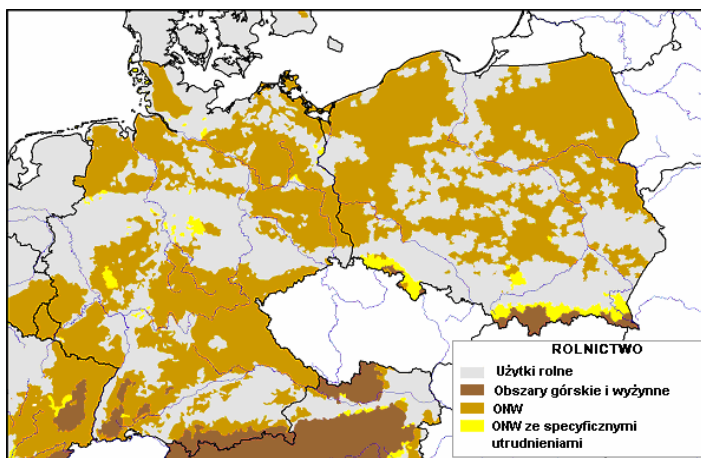 ROLNICTWO
Użytki rolne
Obszary górskie i wyżynne
ONW
ONW ze specyficznymi
utrudnieniami